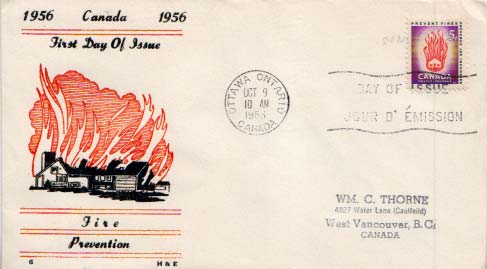 1956 Canada 1956
First Day Of Issue
Fire
Prevention
6 H & E
OTTAWA ONTARIO
OCT 9
10 AM
1956
CANADA
PREVENT FIRES
5¢
CANADA
DAY OF ISSUE
JOUR D'ÉMISSION
WM. C. THORNE
4827 Water Lane (Caulfeild)
West Vancouver, B.C.
CANADA